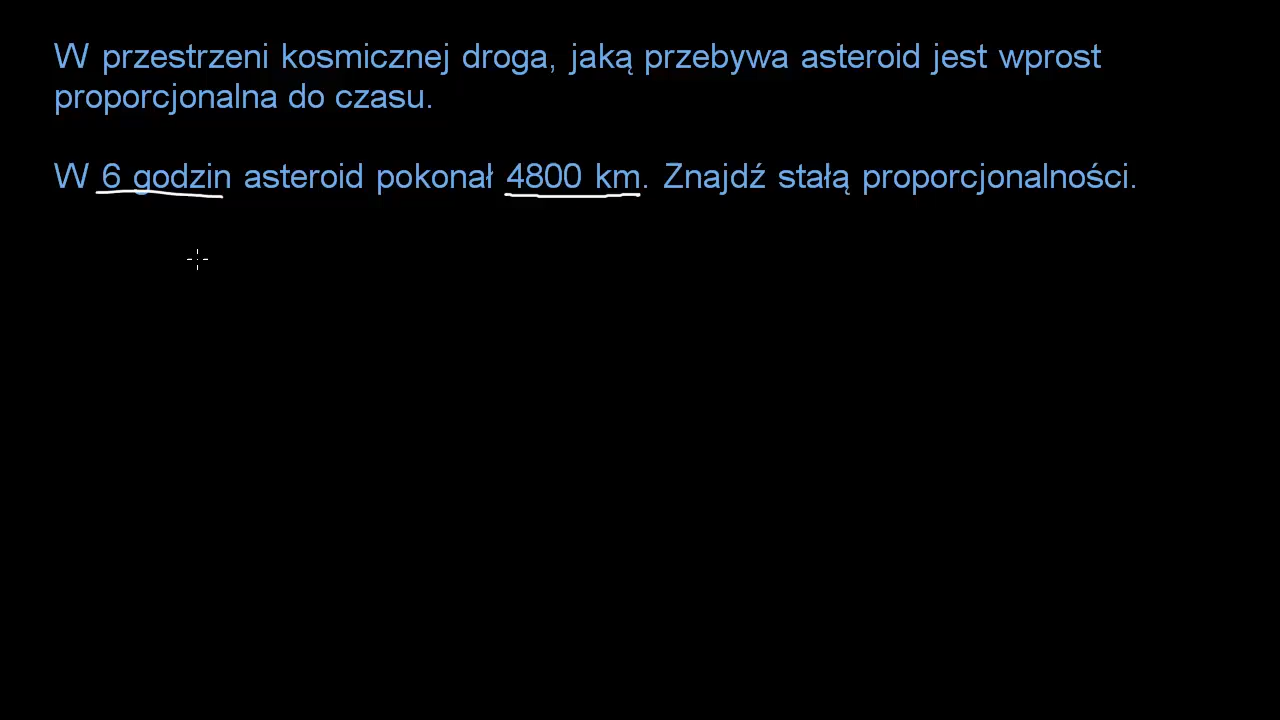 W przestrzeni kosmicznej droga, jaką przebywa asteroid jest wprost
proporcjonalna do czasu.
W 6 godzin asteroid pokonał 4800 km. Znajdź stałą proporcjonalności.